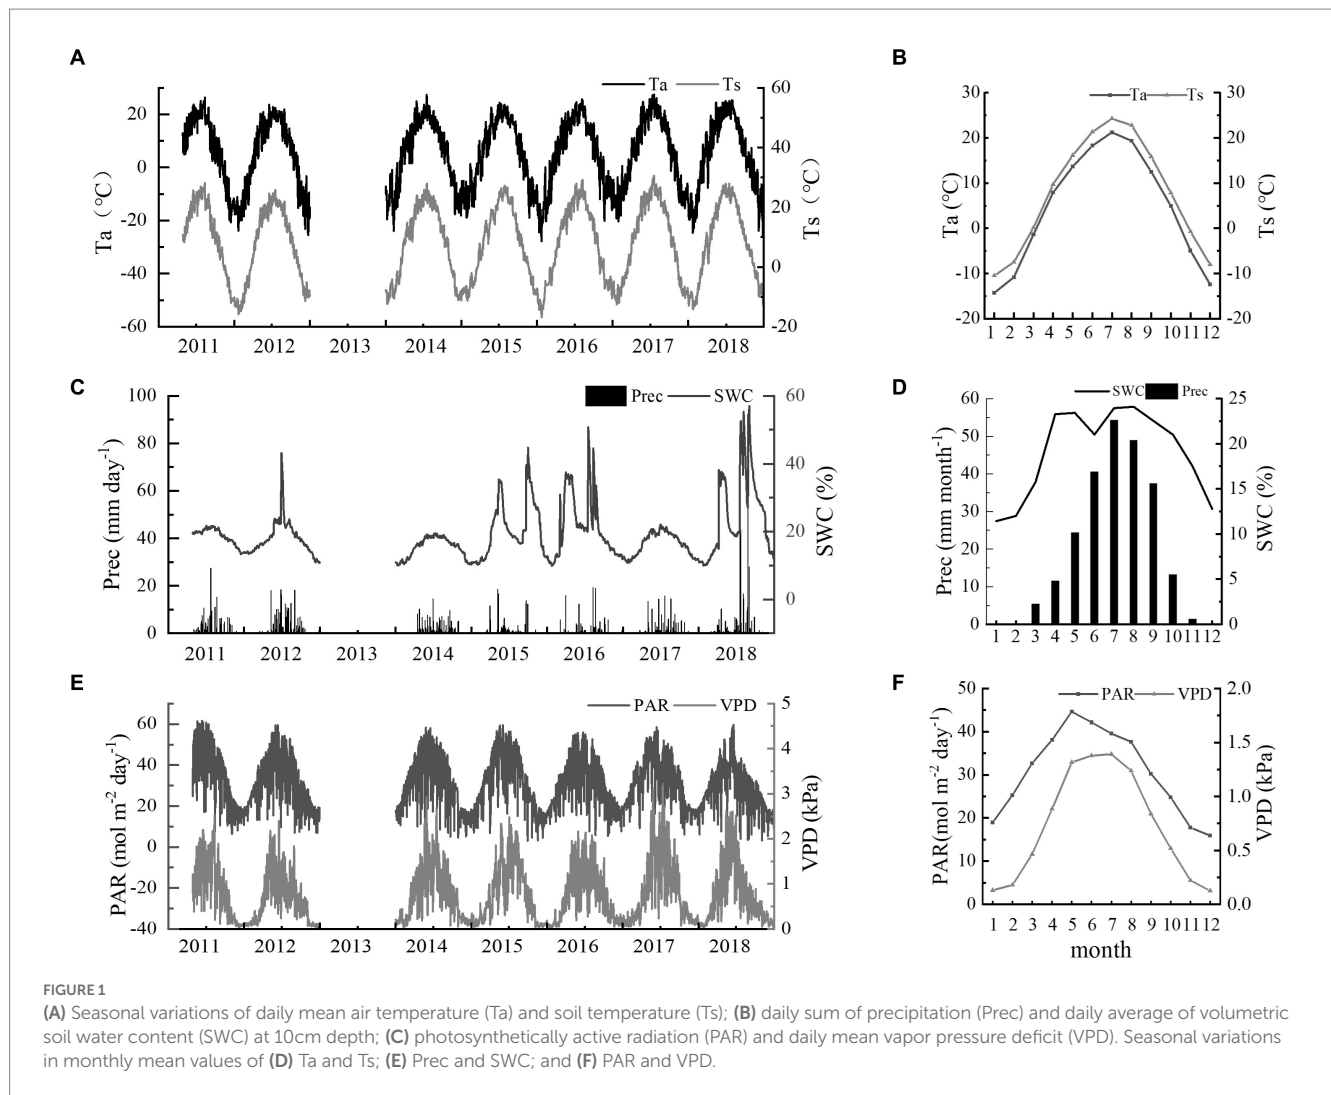 A
Ta Ts
20
0
-20
-40
-60
60
40
20
0
-20
Ta (℃)
Ts (℃)
2011 2012 2013 2014 2015 2016 2017 2018
B
Ta Ts
30
20
10
0
-10
-20
30
20
10
0
-10
-20
Ta (℃)
Ts (℃)
1 2 3 4 5 6 7 8 9 10 11 12
C
Prec SWC
100
80
60
40
20
0
60
40
20
0
Prec (mm day⁻¹)
SWC (%)
2011 2012 2013 2014 2015 2016 2017 2018
D
SWC Prec
60
50
40
30
20
10
0
25
20
15
10
5
0
Prec (mm month⁻¹)
SWC (%)
1 2 3 4 5 6 7 8 9 10 11 12
E
PAR VPD
60
40
20
0
-20
-40
5
4
3
2
1
0
PAR (mol m⁻² day⁻¹)
VPD (kPa)
2011 2012 2013 2014 2015 2016 2017 2018
F
PAR VPD
50
40
30
20
10
0
2.0
1.5
1.0
0.5
0.0
PAR(mol m⁻² day⁻¹)
VPD (kPa)
1 2 3 4 5 6 7 8 9 10 11 12
month
FIGURE 1
(A) Seasonal variations of daily mean air temperature (Ta) and soil temperature (Ts); (B) daily sum of precipitation (Prec) and daily average of volumetric
soil water content (SWC) at 10cm depth; (C) photosynthetically active radiation (PAR) and daily mean vapor pressure deficit (VPD). Seasonal variations
in monthly mean values of (D) Ta and Ts; (E) Prec and SWC; and (F) PAR and VPD.